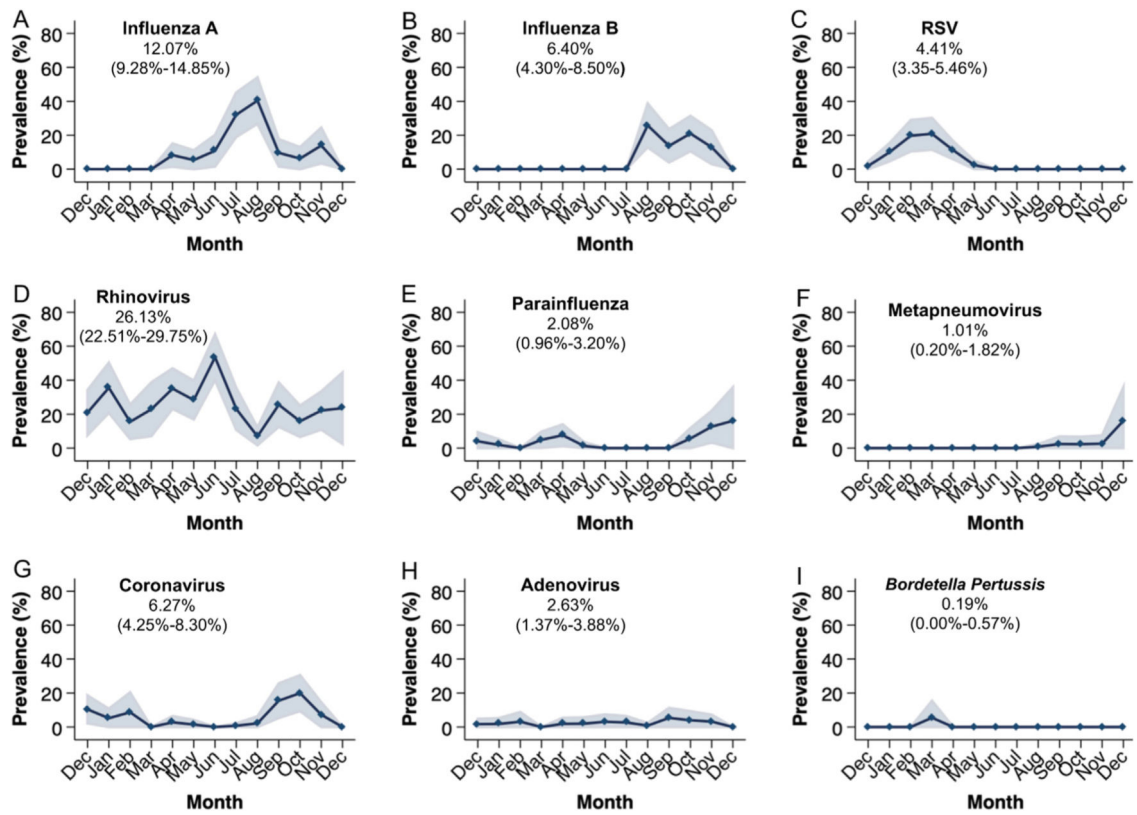 A
Influenza A
12.07%
(9.28%-14.85%)
Prevalence (%)
80
60
40
20
0
Dec Jan Feb Mar Apr May Jun Jul Aug Sep Oct Nov Dec
Month
B
Influenza B
6.40%
(4.30%-8.50%)
Prevalence (%)
80
60
40
20
0
Dec Jan Feb Mar Apr May Jun Jul Aug Sep Oct Nov Dec
Month
C
RSV
4.41%
(3.35-5.46%)
Prevalence (%)
80
60
40
20
0
Dec Jan Feb Mar Apr May Jun Jul Aug Sep Oct Nov Dec
Month
D
Rhinovirus
26.13%
(22.51%-29.75%)
Prevalence (%)
80
60
40
20
0
Dec Jan Feb Mar Apr May Jun Jul Aug Sep Oct Nov Dec
Month
E
Parainfluenza
2.08%
(0.96%-3.20%)
Prevalence (%)
80
60
40
20
0
Dec Jan Feb Mar Apr May Jun Jul Aug Sep Oct Nov Dec
Month
F
Metapneumovirus
1.01%
(0.20%-1.82%)
Prevalence (%)
80
60
40
20
0
Dec Jan Feb Mar Apr May Jun Jul Aug Sep Oct Nov Dec
Month
G
Coronavirus
6.27%
(4.25%-8.30%)
Prevalence (%)
80
60
40
20
0
Dec Jan Feb Mar Apr May Jun Jul Aug Sep Oct Nov Dec
Month
H
Adenovirus
2.63%
(1.37%-3.88%)
Prevalence (%)
80
60
40
20
0
Dec Jan Feb Mar Apr May Jun Jul Aug Sep Oct Nov Dec
Month
I
Bordetella Pertussis
0.19%
(0.00%-0.57%)
Prevalence (%)
80
60
40
20
0
Dec Jan Feb Mar Apr May Jun Jul Aug Sep Oct Nov Dec
Month